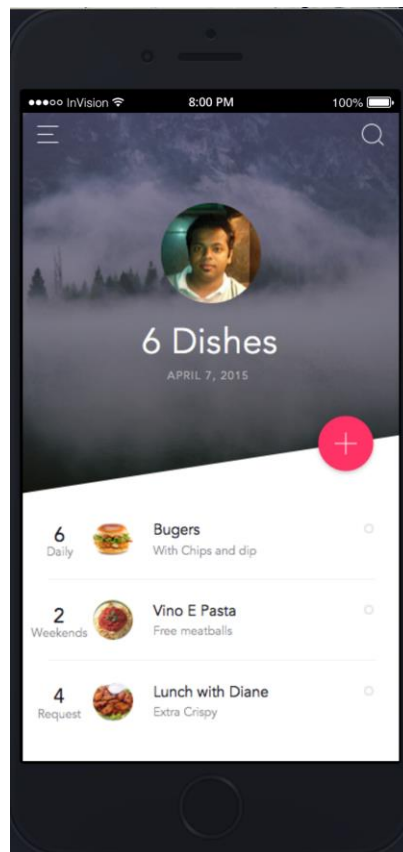 InVision
8:00 PM
100%
6 Dishes
APRIL 7, 2015
6
Daily
Bugers
With Chips and dip
2
Weekends
Vino E Pasta
Free meatballs
4
Request
Lunch with Diane
Extra Crispy